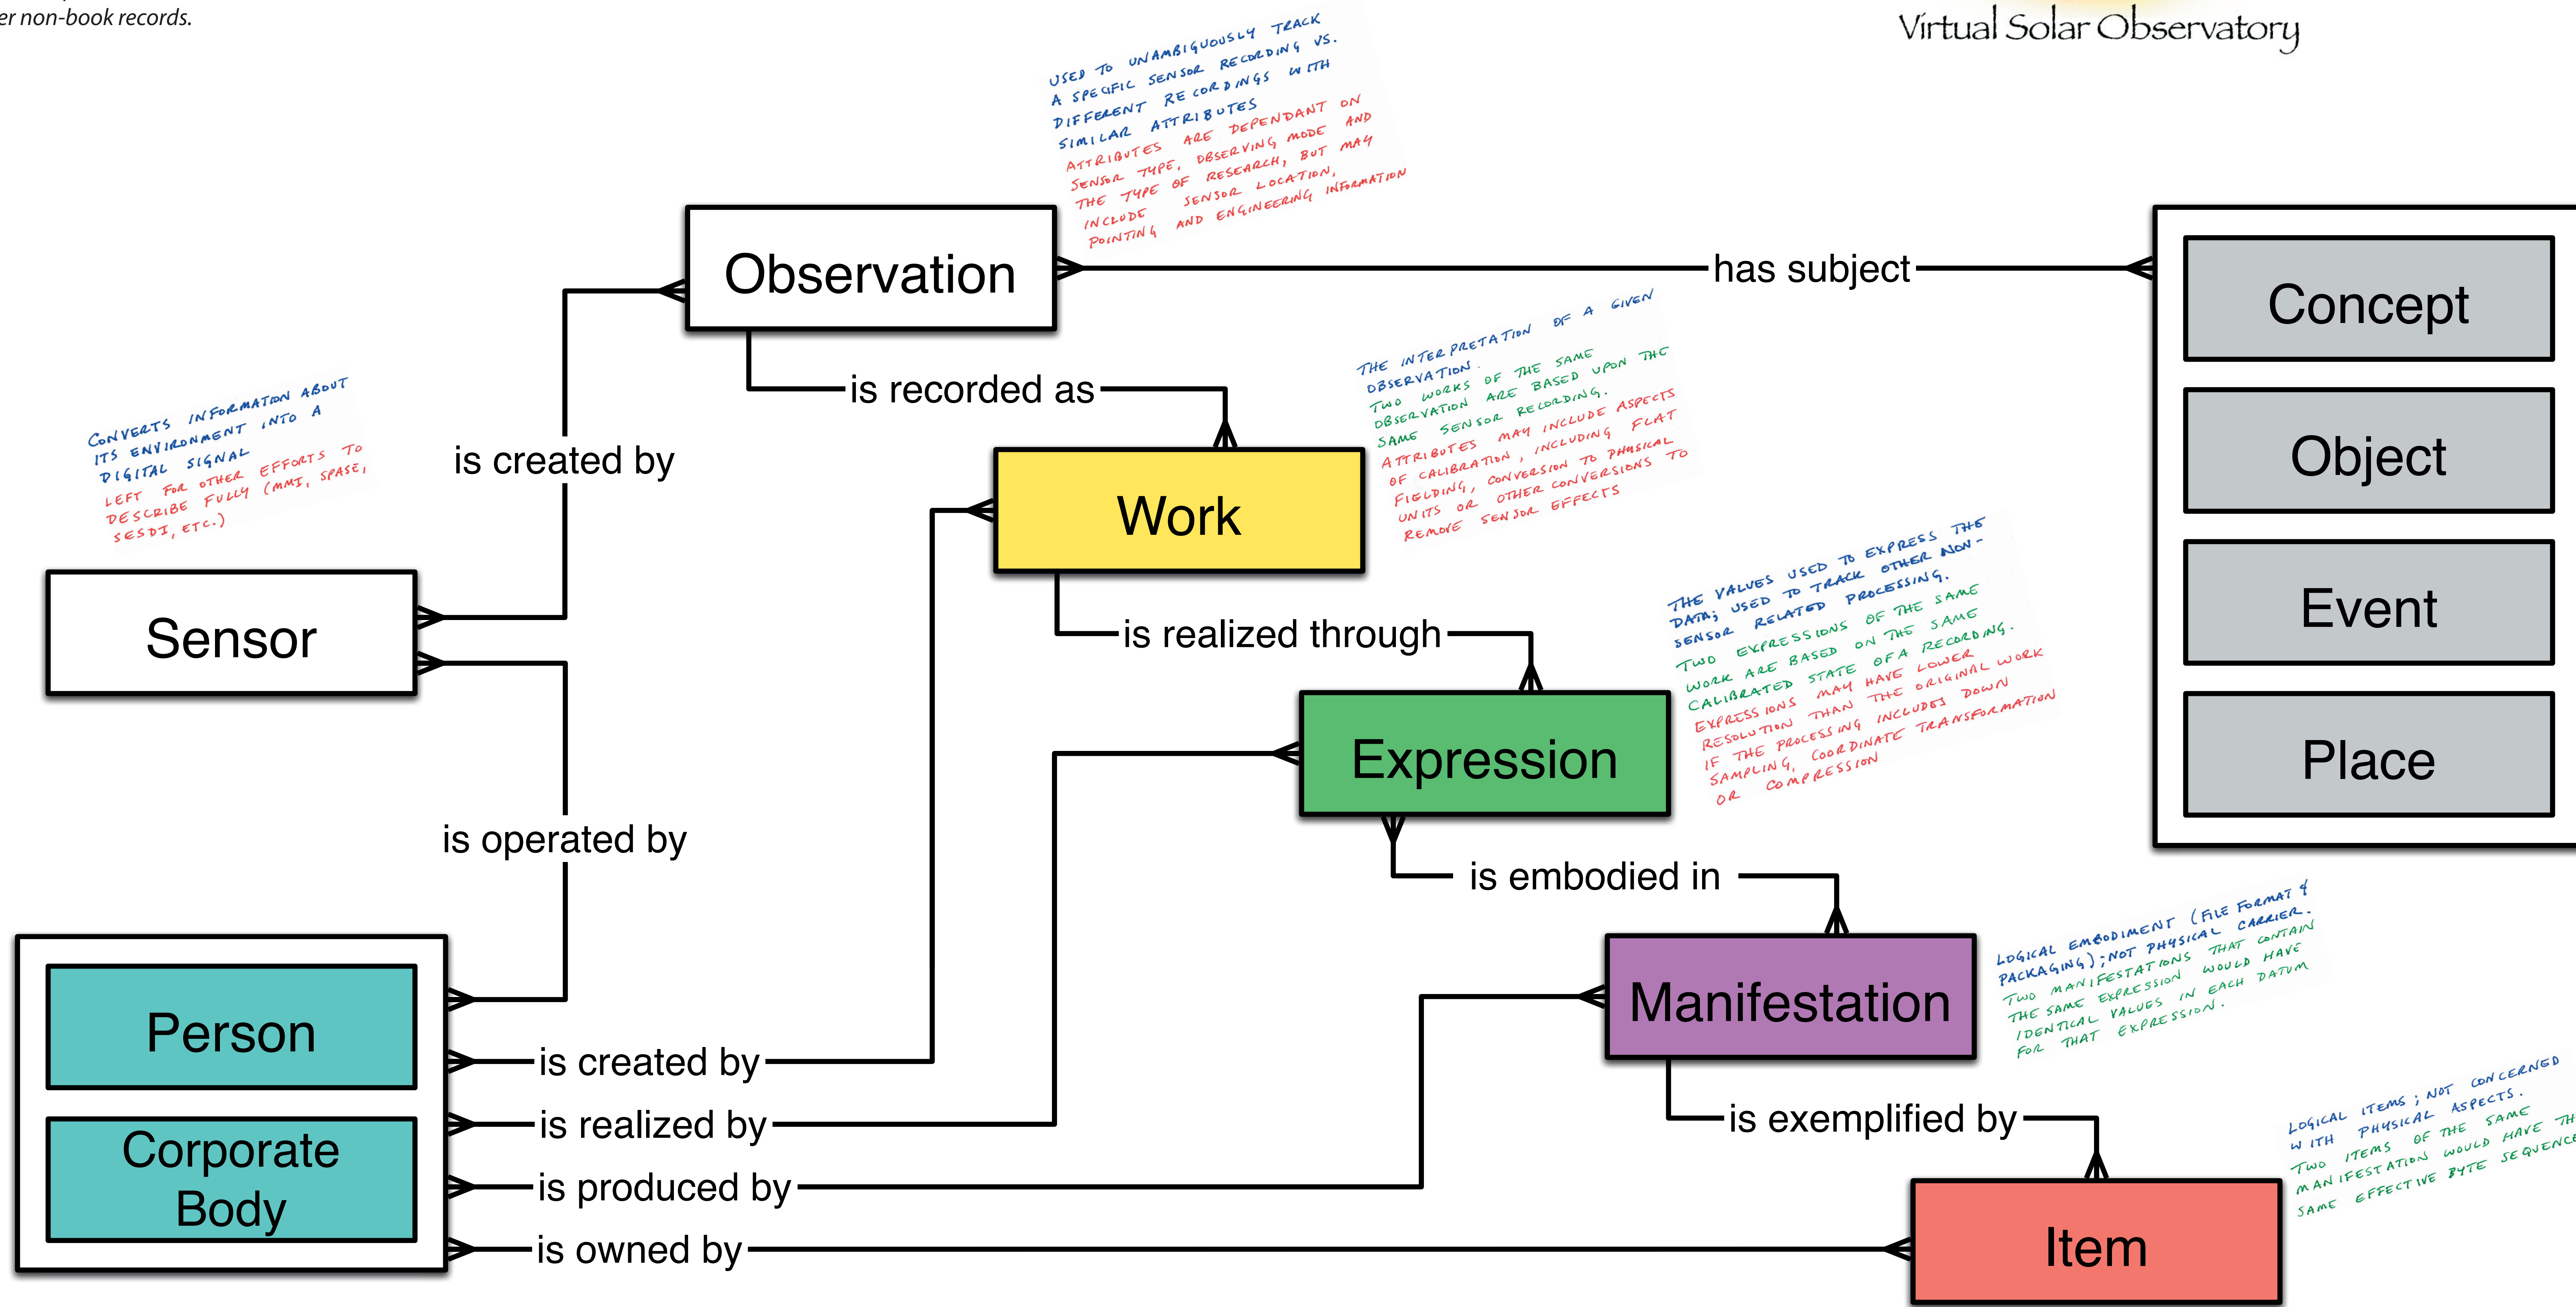 er non-book records.
Virtual Solar Observatory
USED TO UNAMBIGUOUSLY TRACK
A SPECIFIC SENSOR RECORDING VS.
DIFFERENT RECORDINGS WITH
SIMILAR ATTRIBUTES
ATTRIBUTES ARE DEPENDANT ON
SENSOR TYPE, OBSERVING MODE AND
THE TYPE OF RESEARCH, BUT MAY
INCLUDE SENSOR LOCATION,
POINTING AND ENGINEERING INFORMATION
Observation
has subject
Concept
Object
Event
Place
is recorded as
THE INTERPRETATION OF A GIVEN
OBSERVATION.
TWO WORKS OF THE SAME
OBSERVATION ARE BASED UPON THE
SAME SENSOR RECORDING.
ATTRIBUTES MAY INCLUDE ASPECTS
OF CALIBRATION, INCLUDING FLAT
FIELDING, CONVERSION TO PHYSICAL
UNITS OR OTHER CONVERSIONS TO
REMOVE SENSOR EFFECTS
CONVERTS INFORMATION ABOUT
ITS ENVIRONMENT INTO A
DIGITAL SIGNAL
LEFT FOR OTHER EFFORTS TO
DESCRIBE FULLY (MMI, SPASE,
SESDI, ETC.)
is created by
Work
Sensor
is realized through
THE VALUES USED TO EXPRESS THE
DATA; USED TO TRACK OTHER NON-
SENSOR RELATED PROCESSING.
TWO EXPRESSIONS OF THE SAME
WORK ARE BASED ON THE SAME
CALIBRATED STATE OF A RECORDING.
EXPRESSIONS MAY HAVE LOWER
RESOLUTION THAN THE ORIGINAL WORK
IF THE PROCESSING INCLUDES DOWN
SAMPLING, COORDINATE TRANSFORMATION
OR COMPRESSION
Expression
is operated by
is embodied in
LOGICAL EMBODIMENT (FILE FORMAT &
PACKAGING); NOT PHYSICAL CARRIER.
TWO MANIFESTATIONS THAT CONTAIN
THE SAME EXPRESSION WOULD HAVE
IDENTICAL VALUES IN EACH DATUM
FOR THAT EXPRESSION.
Manifestation
Person
Corporate
Body
is created by
is realized by
is produced by
is owned by
is exemplified by
LOGICAL ITEMS; NOT CONCERNED
WITH PHYSICAL ASPECTS.
TWO ITEMS OF THE SAME
MANIFESTATION WOULD HAVE TH
SAME EFFECTIVE BYTE SEQUENCE
Item